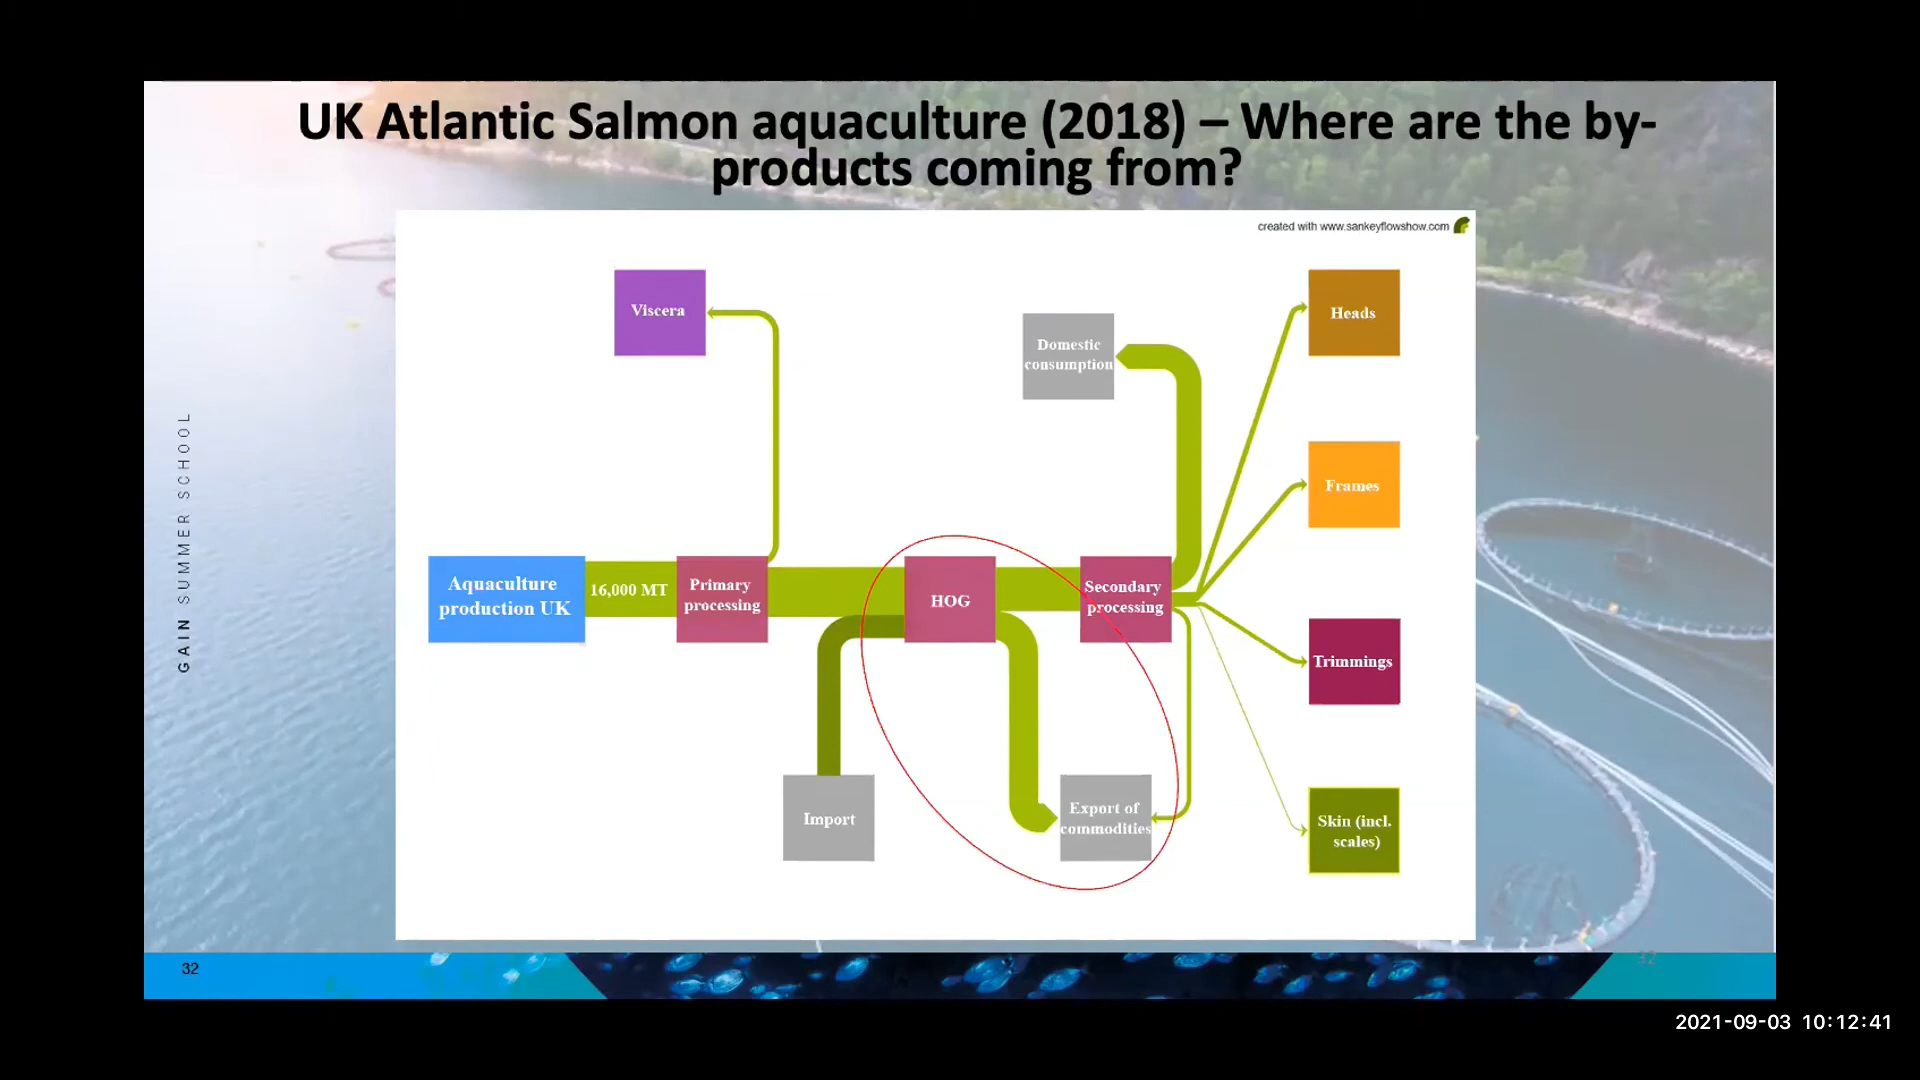 UK Atlantic Salmon aquaculture (2018) – Where are the by-
products coming from?
created with www.sankeyflowshow.com
Viscera
Domestic
consumption
Heads
Frames
Aquaculture
production UK
16,000 MT
Primary
processing
HOG
Secondary
processing
Trimmings
Import
Export of
commodities
Skin (incl.
scales)
GAIN SUMMER SCHOOL
32
32
2021-09-03 10:12:41